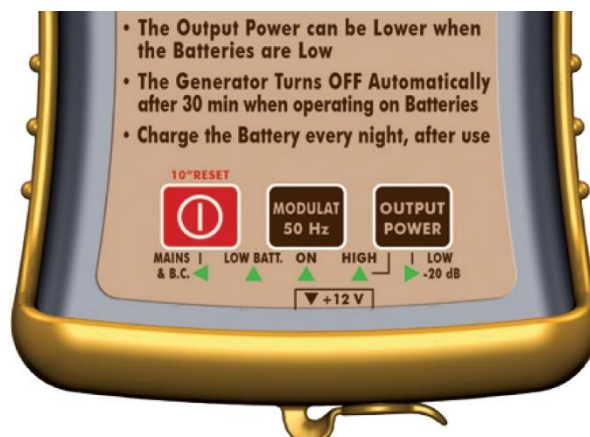 • The Output Power can be Lower when
the Batteries are Low
• The Generator Turns OFF Automatically
after 30 min when operating on Batteries
• Charge the Battery every night, after use
10"RESET
MODULAT
50 Hz
OUTPUT
POWER
MAINS
& B.C.
LOW BATT.
ON
HIGH
LOW
-20 dB
▼ +12 V